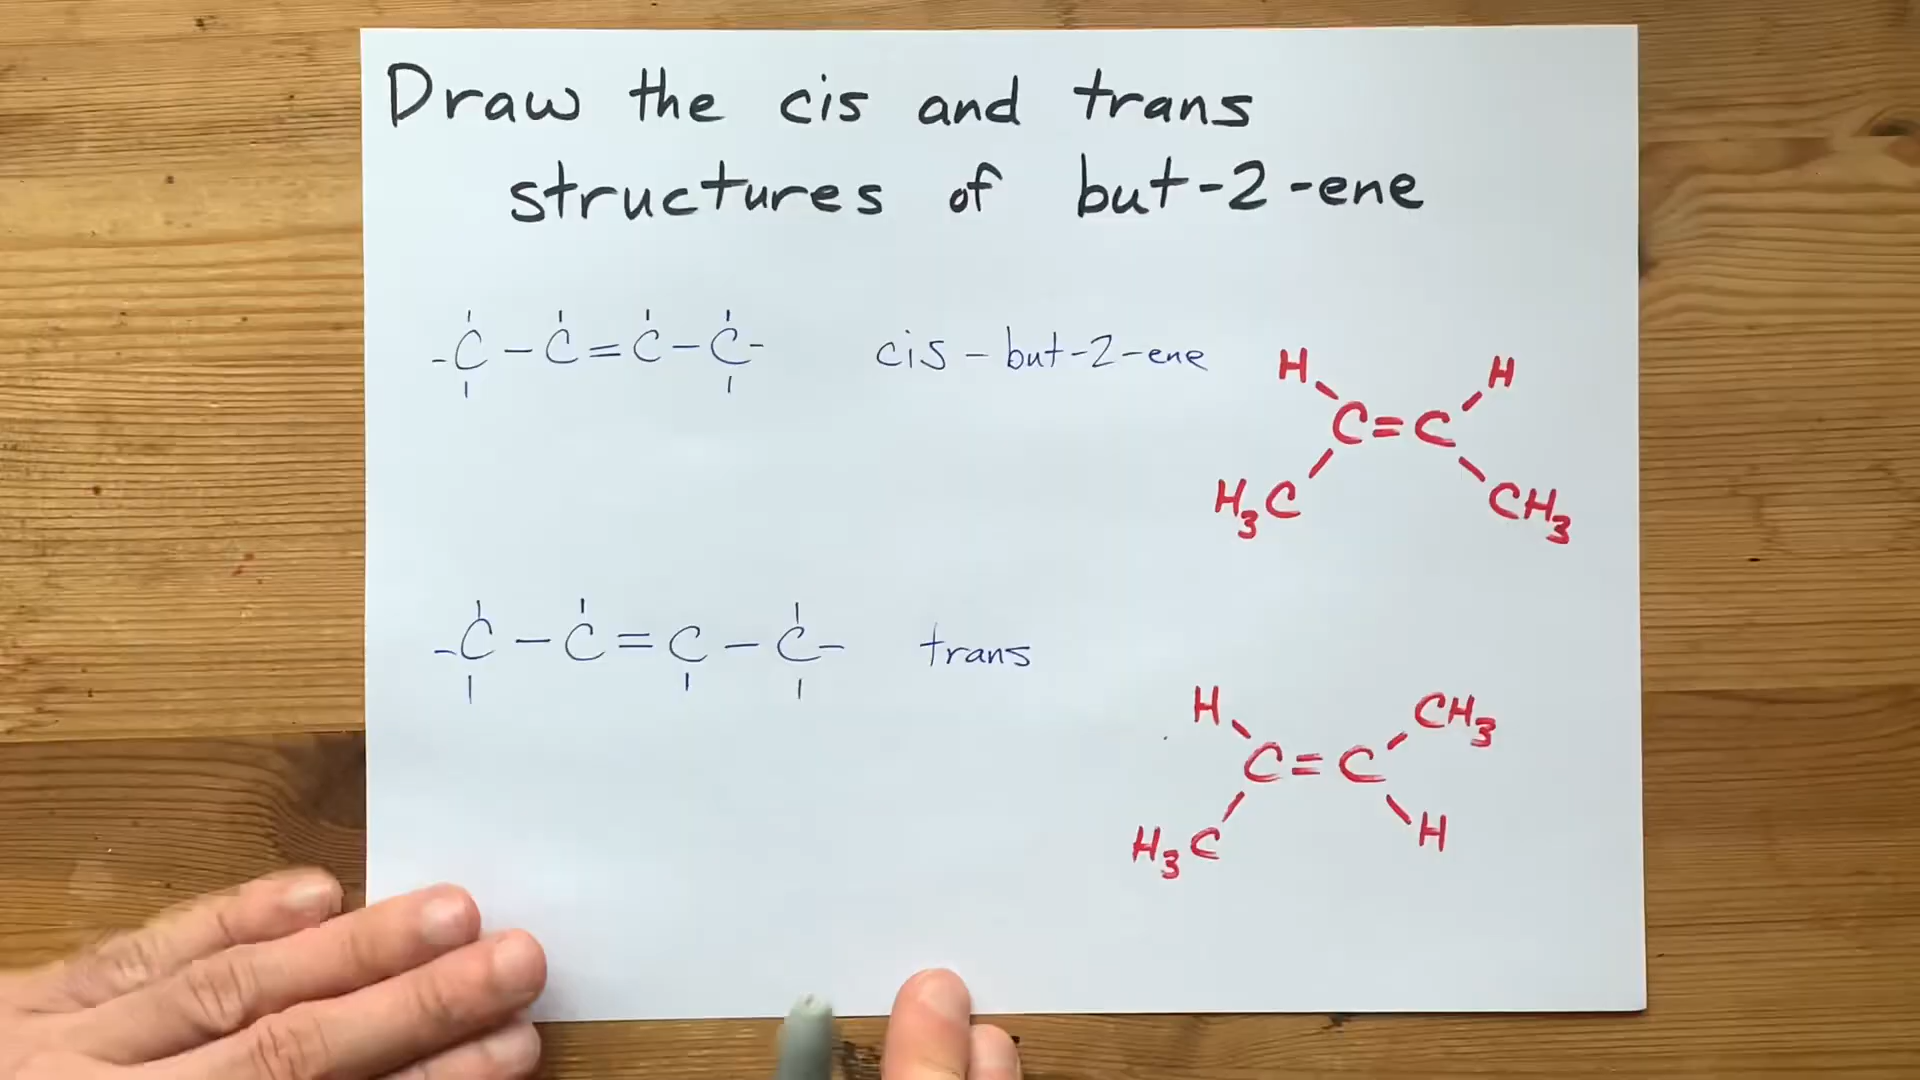 Draw the cis and trans
structures of but-2-ene
-C-C=C-C- cis-but-2-ene
H H
C=C
H₃C CH₃
-C-C=C-C- trans
H CH₃
C=C
H₃C H